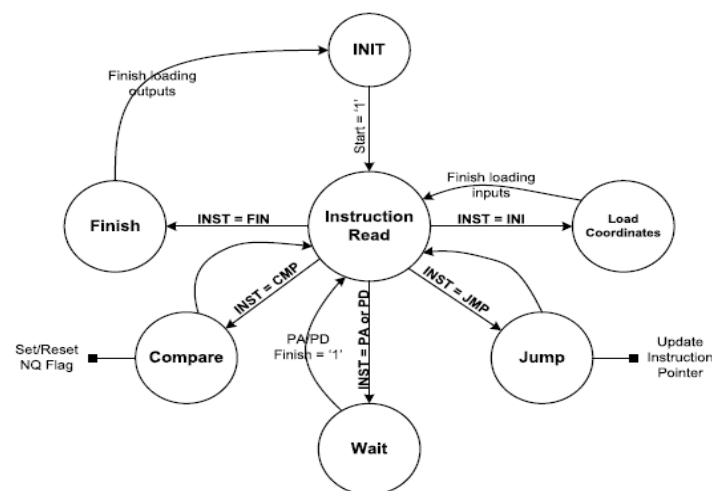 INIT
Finish loading
outputs
Start = ‘1’
Finish loading
inputs
Finish
INST = FIN
Instruction
Read
INST = INI
Load
Coordinates
INST = CMP
INST = PA or PD
INST = JMP
Set/Reset
NQ Flag
Compare
PA/PD
Finish = ‘1’
Jump
Update
Instruction
Pointer
Wait